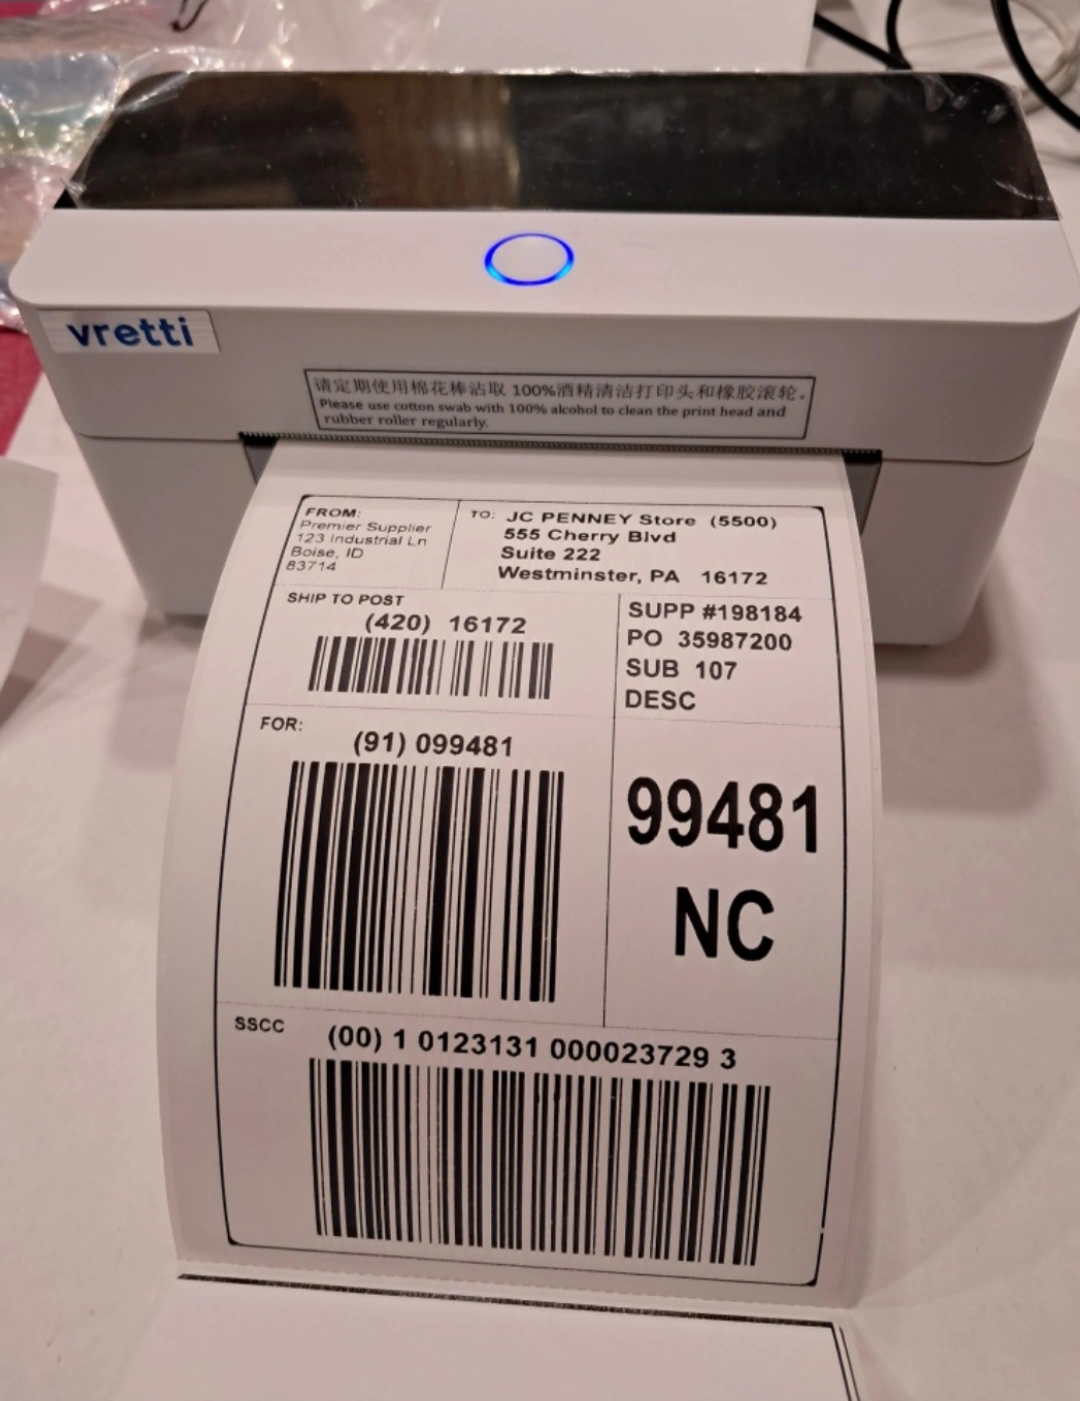 vretti
请定期使用棉花棒沾取 100%酒精清洁打印头和橡胶滚轮。
Please use cotton swab with 100% alcohol to clean the print head and
rubber roller regularly.
FROM:
Premier Supplier
123 Industrial Ln
Boise, ID
83714
TO: JC PENNEY Store (5500)
555 Cherry Blvd
Suite 222
Westminster, PA 16172
SHIP TO POST
(420) 16172
SUPP #198184
PO 35987200
SUB 107
DESC
FOR:
(91) 099481
99481
NC
SSCC
(00) 1 0123131 000023729 3